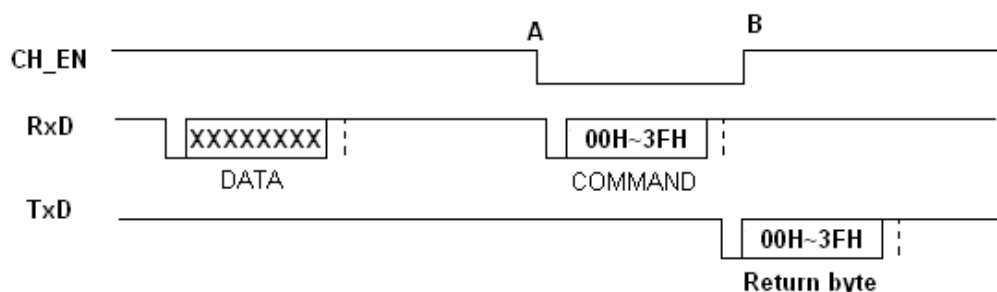 A B
CH_EN
RxD XXXXXXXX 00H~3FH
DATA COMMAND
TxD
00H~3FH
Return byte